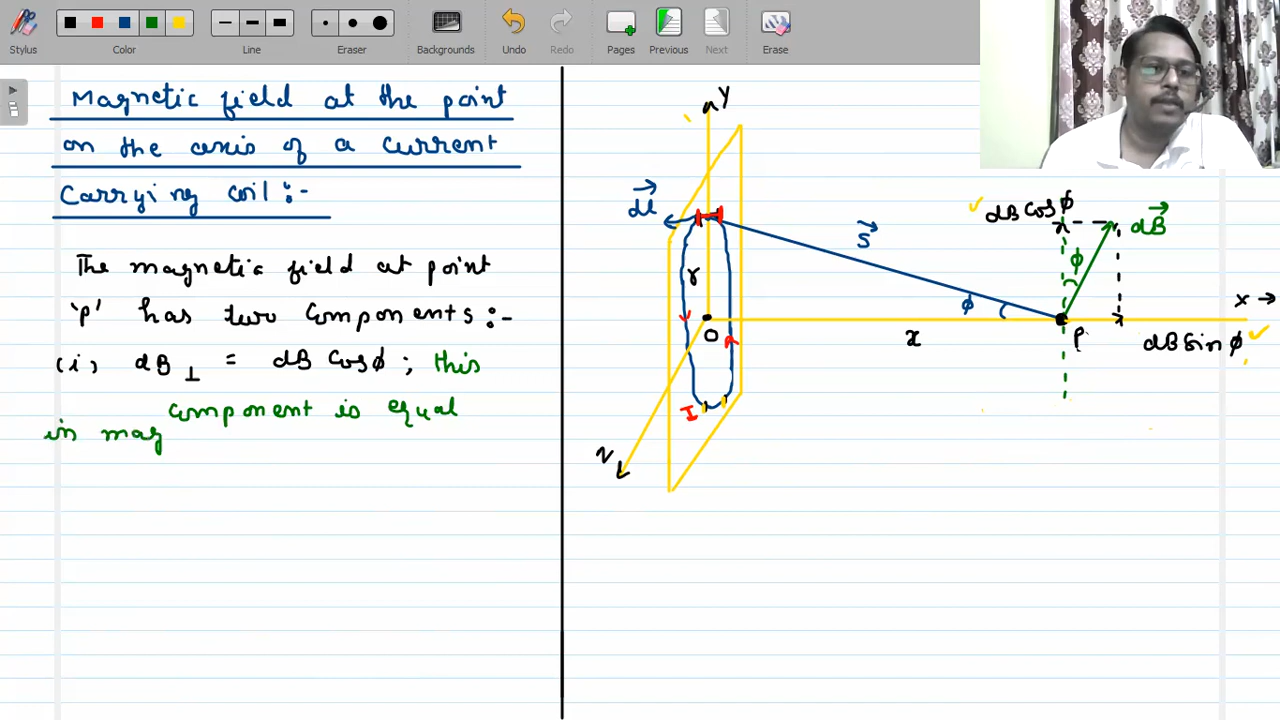 Stylus
Color
Line
Eraser
Backgrounds
Undo
Redo
Pages
Previous
Next
Erase
Magnetic field at the point
on the axis of a current
Carrying coil:-
The magnetic field at point
'P' has two Components:-
(i) dB⊥ = dB Cosϕ ; this
component is equal
in mag
Y
dl
r
O
I
Z
S
ϕ
x
P
dB Cosϕ
dB
ϕ
X →
dB Sinϕ